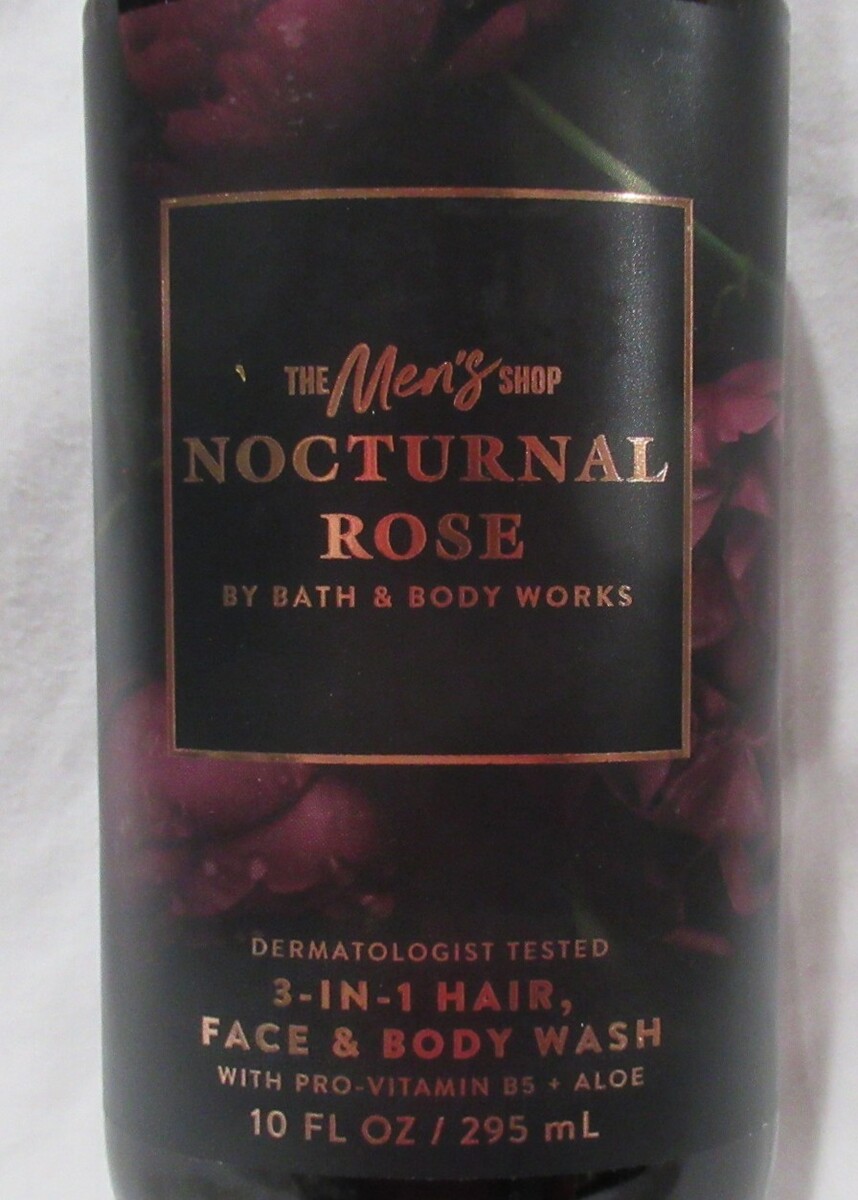 THE Men's SHOP
NOCTURNAL
ROSE
BY BATH & BODY WORKS
DERMATOLOGIST TESTED
3-IN-1 HAIR,
FACE & BODY WASH
WITH PRO-VITAMIN B5 + ALOE
10 FL OZ / 295 mL